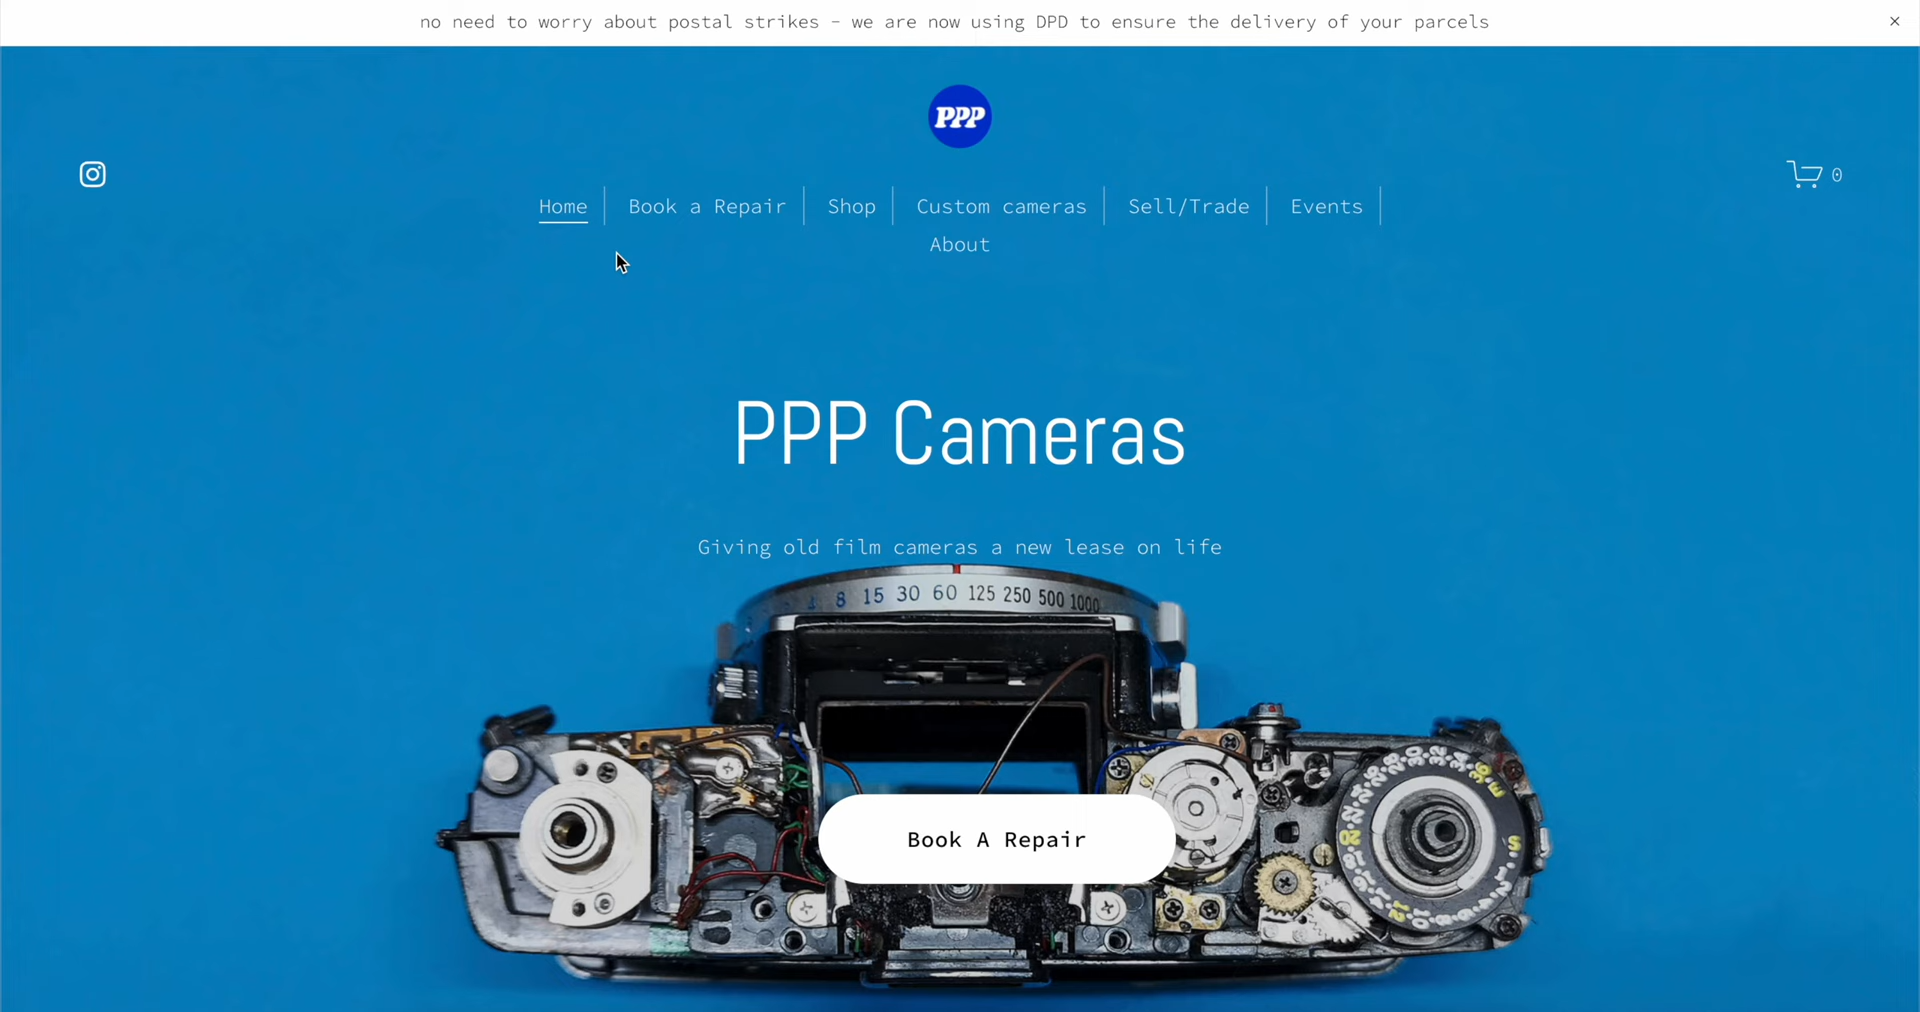 no need to worry about postal strikes - we are now using DPD to ensure the delivery of your parcels
PPP
0
Home
Book a Repair
Shop
Custom cameras
Sell/Trade
Events
About
PPP Cameras
Giving old film cameras a new lease on life
8 15 30 60 125 250 500 1000
Book A Repair